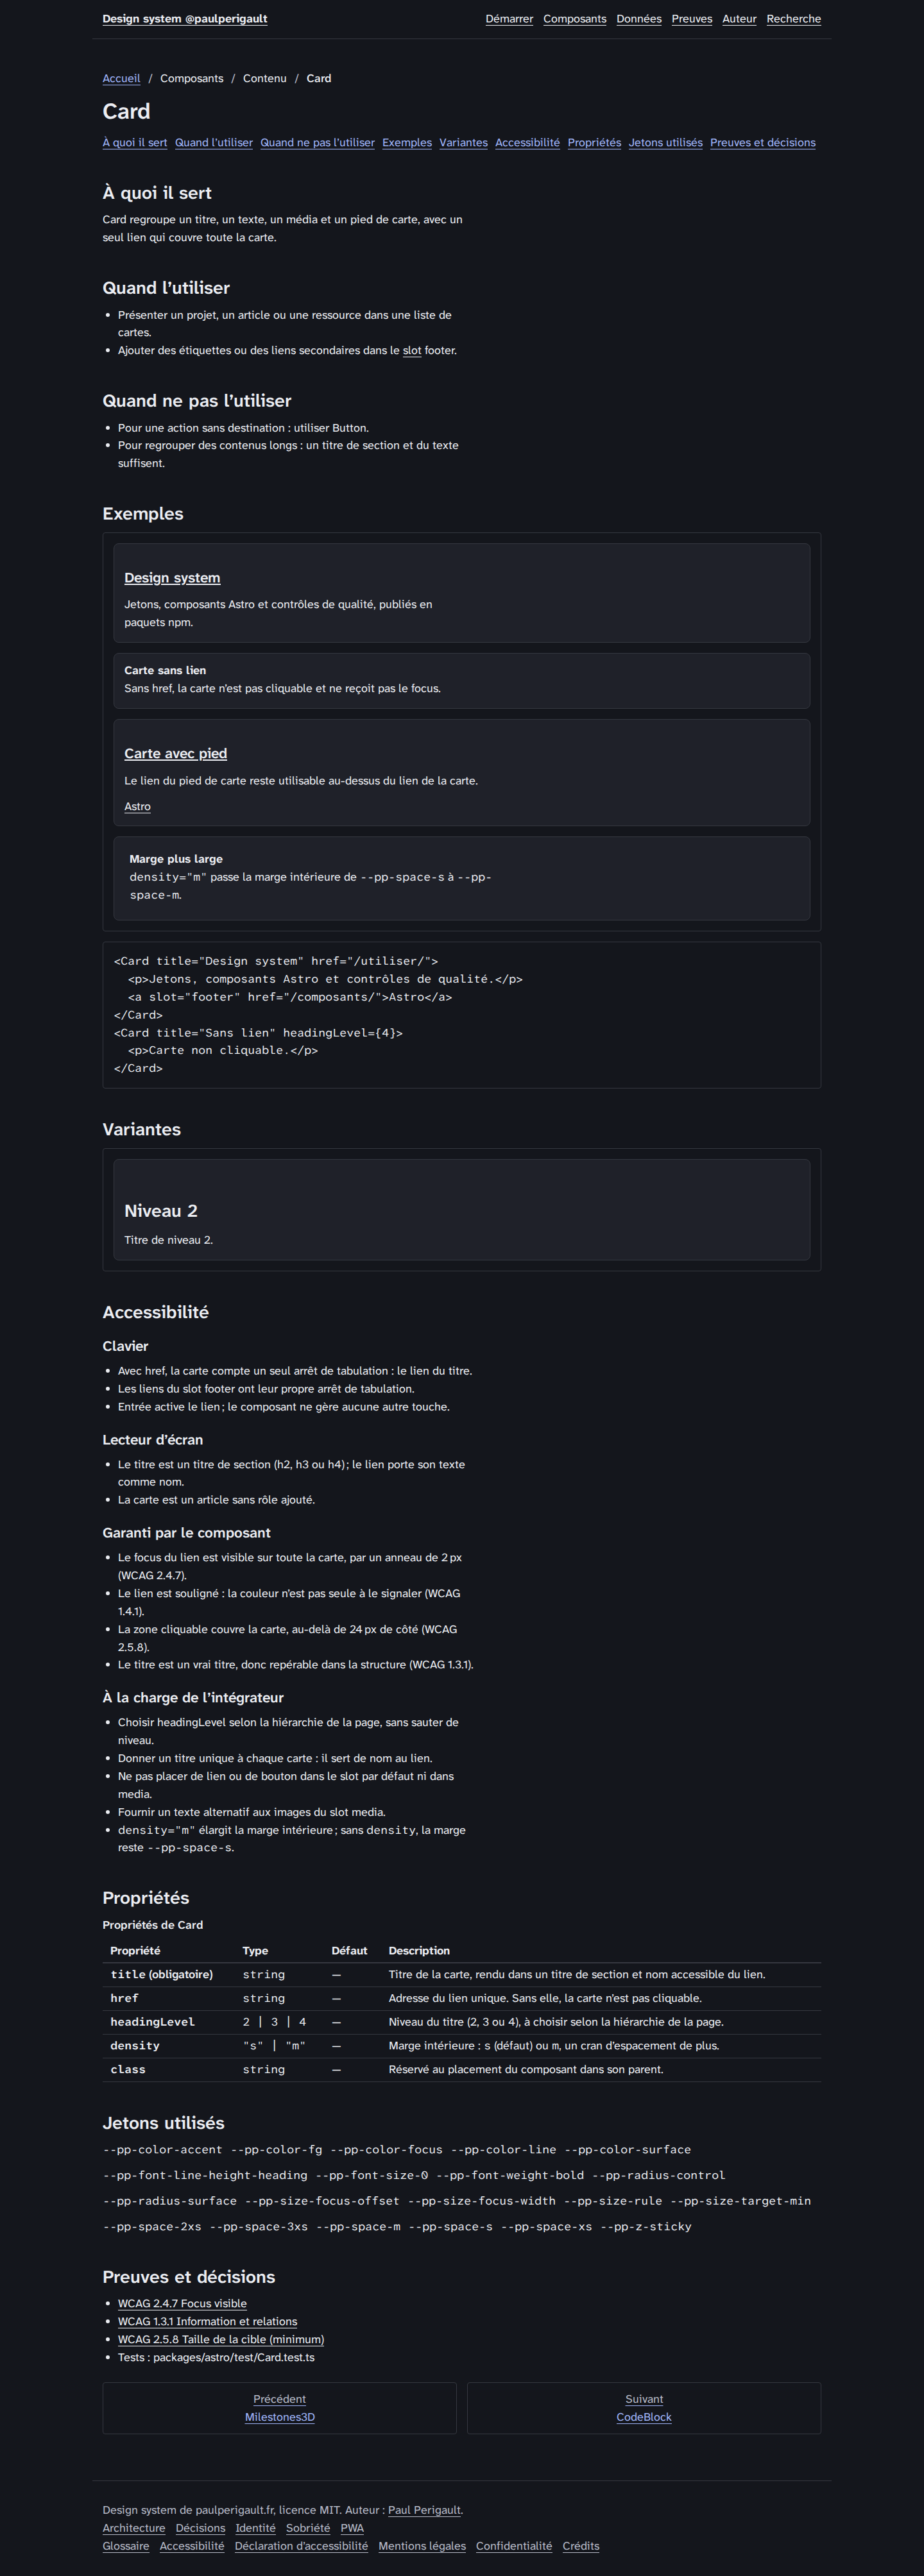 Design system @paulperigault Démarrer Composants Données Preuves Auteur Recherche
Accueil / Composants / Contenu / Card
Card
À quoi il sert Quand l’utiliser Quand ne pas l’utiliser Exemples Variantes Accessibilité Propriétés Jetons utilisés Preuves et décisions
À quoi il sert
Card regroupe un titre, un texte, un média et un pied de carte, avec un
seul lien qui couvre toute la carte.
Quand l’utiliser
• Présenter un projet, un article ou une ressource dans une liste de
cartes.
• Ajouter des étiquettes ou des liens secondaires dans le slot footer.
Quand ne pas l’utiliser
• Pour une action sans destination : utiliser Button.
• Pour regrouper des contenus longs : un titre de section et du texte
suffisent.
Exemples
Design system
Jetons, composants Astro et contrôles de qualité, publiés en
paquets npm.
Carte sans lien
Sans href, la carte n’est pas cliquable et ne reçoit pas le focus.
Carte avec pied
Le lien du pied de carte reste utilisable au-dessus du lien de la carte.
Astro
Marge plus large
density="m" passe la marge intérieure de --pp-space-s à --pp-
space-m.
<Card title="Design system" href="/utiliser/">
  <p>Jetons, composants Astro et contrôles de qualité.</p>
  <a slot="footer" href="/composants/">Astro</a>
</Card>
<Card title="Sans lien" headingLevel={4}>
  <p>Carte non cliquable.</p>
</Card>
Variantes
Niveau 2
Titre de niveau 2.
Accessibilité
Clavier
• Avec href, la carte compte un seul arrêt de tabulation : le lien du titre.
• Les liens du slot footer ont leur propre arrêt de tabulation.
• Entrée active le lien ; le composant ne gère aucune autre touche.
Lecteur d’écran
• Le titre est un titre de section (h2, h3 ou h4) ; le lien porte son texte
comme nom.
• La carte est un article sans rôle ajouté.
Garanti par le composant
• Le focus du lien est visible sur toute la carte, par un anneau de 2 px
(WCAG 2.4.7).
• Le lien est souligné : la couleur n’est pas seule à le signaler (WCAG
1.4.1).
• La zone cliquable couvre la carte, au-delà de 24 px de côté (WCAG
2.5.8).
• Le titre est un vrai titre, donc repérable dans la structure (WCAG 1.3.1).
À la charge de l’intégrateur
• Choisir headingLevel selon la hiérarchie de la page, sans sauter de
niveau.
• Donner un titre unique à chaque carte : il sert de nom au lien.
• Ne pas placer de lien ou de bouton dans le slot par défaut ni dans
media.
• Fournir un texte alternatif aux images du slot media.
• density="m" élargit la marge intérieure ; sans density, la marge
reste --pp-space-s.
Propriétés
Propriétés de Card
Propriété Type Défaut Description
title (obligatoire) string — Titre de la carte, rendu dans un titre de section et nom accessible du lien.
href string — Adresse du lien unique. Sans elle, la carte n’est pas cliquable.
headingLevel 2 | 3 | 4 — Niveau du titre (2, 3 ou 4), à choisir selon la hiérarchie de la page.
density "s" | "m" — Marge intérieure : s (défaut) ou m, un cran d’espacement de plus.
class string — Réservé au placement du composant dans son parent.
Jetons utilisés
--pp-color-accent --pp-color-fg --pp-color-focus --pp-color-line --pp-color-surface
--pp-font-line-height-heading --pp-font-size-0 --pp-font-weight-bold --pp-radius-control
--pp-radius-surface --pp-size-focus-offset --pp-size-focus-width --pp-size-rule --pp-size-target-min
--pp-space-2xs --pp-space-3xs --pp-space-m --pp-space-s --pp-space-xs --pp-z-sticky
Preuves et décisions
• WCAG 2.4.7 Focus visible
• WCAG 1.3.1 Information et relations
• WCAG 2.5.8 Taille de la cible (minimum)
• Tests : packages/astro/test/Card.test.ts
Précédent Suivant
Milestones3D CodeBlock
Design system de paulperigault.fr, licence MIT. Auteur : Paul Perigault.
Architecture Décisions Identité Sobriété PWA
Glossaire Accessibilité Déclaration d’accessibilité Mentions légales Confidentialité Crédits